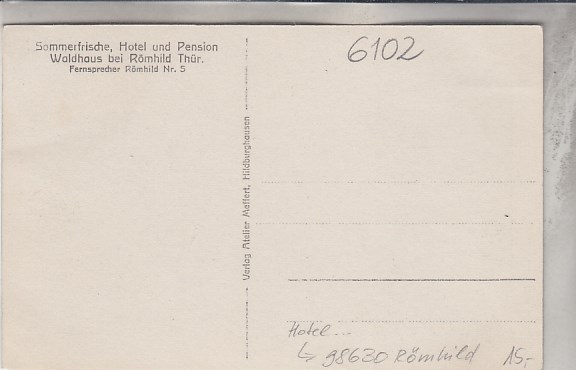 Sommerfrische, Hotel und Pension
Waldhaus bei Römhild Thür.
Fernsprecher Römhild Nr. 5
6102
Verlag Atelier Meffert, Hildburghausen
Hotel...
↳ 98630 Römhild 15,-